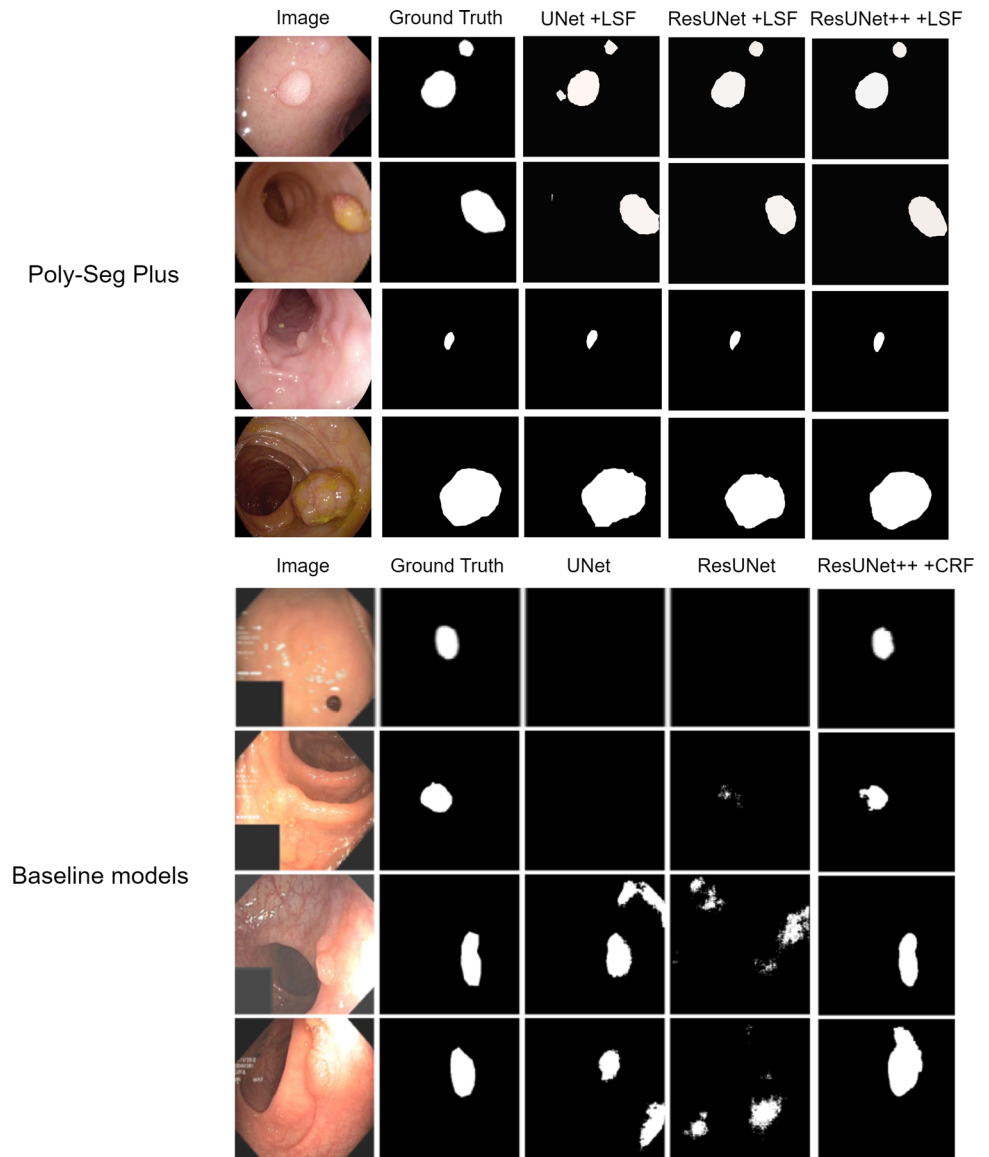 Image Ground Truth UNet +LSF ResUNet +LSF ResUNet++ +LSF
Poly-Seg Plus
Image Ground Truth UNet ResUNet ResUNet++ +CRF
Baseline models